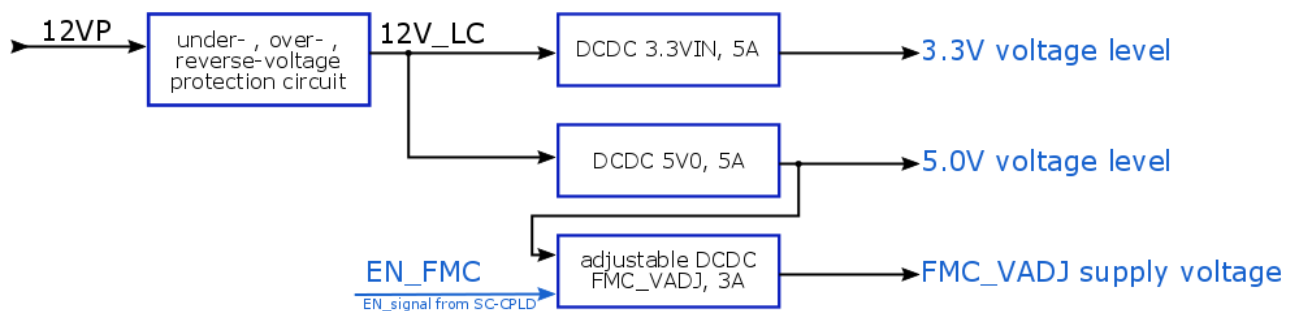 12VP
under- , over- ,
reverse-voltage
protection circuit
12V_LC
DCDC 3.3VIN, 5A
3.3V voltage level
DCDC 5V0, 5A
5.0V voltage level
EN_FMC
EN_signal from SC-CPLD
adjustable DCDC
FMC_VADJ, 3A
FMC_VADJ supply voltage